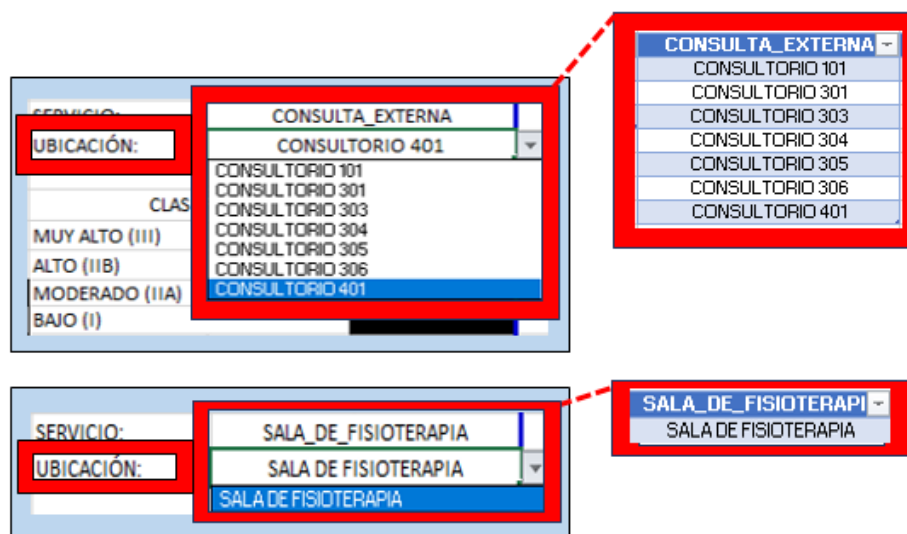 CONSULTA_EXTERNA
CONSULTORIO 101
CONSULTORIO 301
CONSULTORIO 303
CONSULTORIO 304
CONSULTORIO 305
CONSULTORIO 306
CONSULTORIO 401
SERVICIO: CONSULTA_EXTERNA
UBICACIÓN: CONSULTORIO 401
CONSULTORIO 101
CONSULTORIO 301
CONSULTORIO 303
CONSULTORIO 304
CONSULTORIO 305
CONSULTORIO 306
CONSULTORIO 401
CLAS
MUY ALTO (III)
ALTO (IIB)
MODERADO (IIA)
BAJO (I)
SALA_DE_FISIOTERAPI
SALA DE FISIOTERAPIA
SERVICIO: SALA_DE_FISIOTERAPIA
UBICACIÓN: SALA DE FISIOTERAPIA
SALA DE FISIOTERAPIA